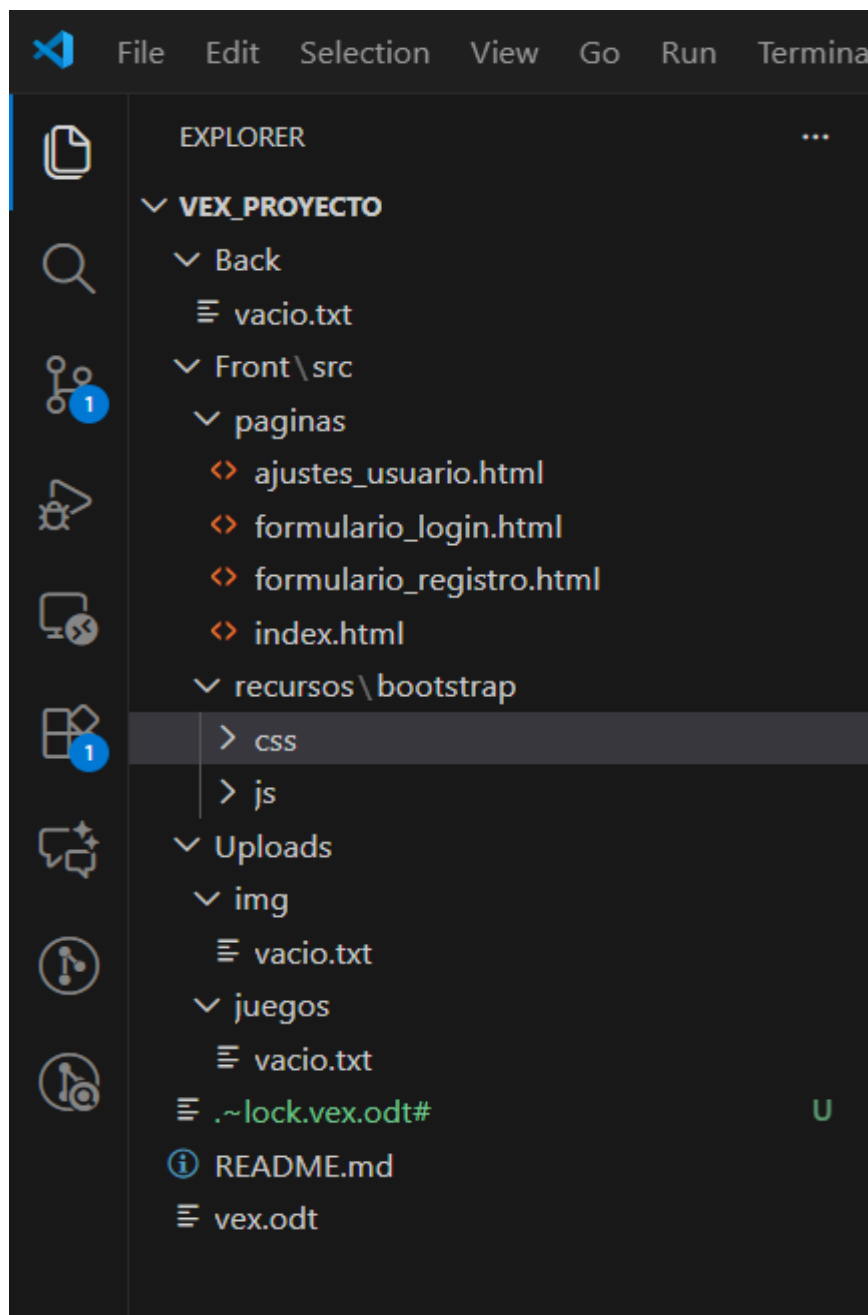 File Edit Selection View Go Run Termina
EXPLORER ...
VEX_PROYECTO
Back
vacio.txt
Front\src
paginas
ajustes_usuario.html
formulario_login.html
formulario_registro.html
index.html
recursos\bootstrap
css
js
Uploads
img
vacio.txt
juegos
vacio.txt
.~lock.vex.odt# U
README.md
vex.odt
1
1